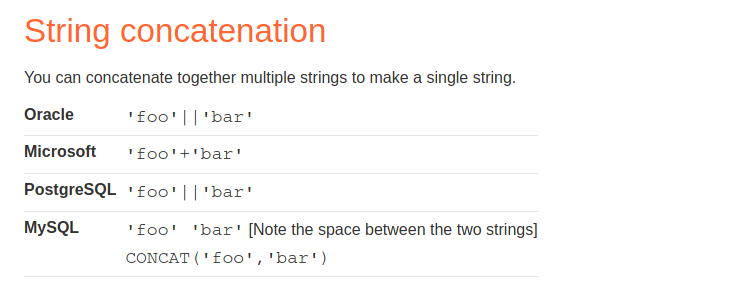 String concatenation
You can concatenate together multiple strings to make a single string.
Oracle 'foo'||'bar'
Microsoft 'foo'+'bar'
PostgreSQL 'foo'||'bar'
MySQL 'foo' 'bar' [Note the space between the two strings]
CONCAT('foo','bar')